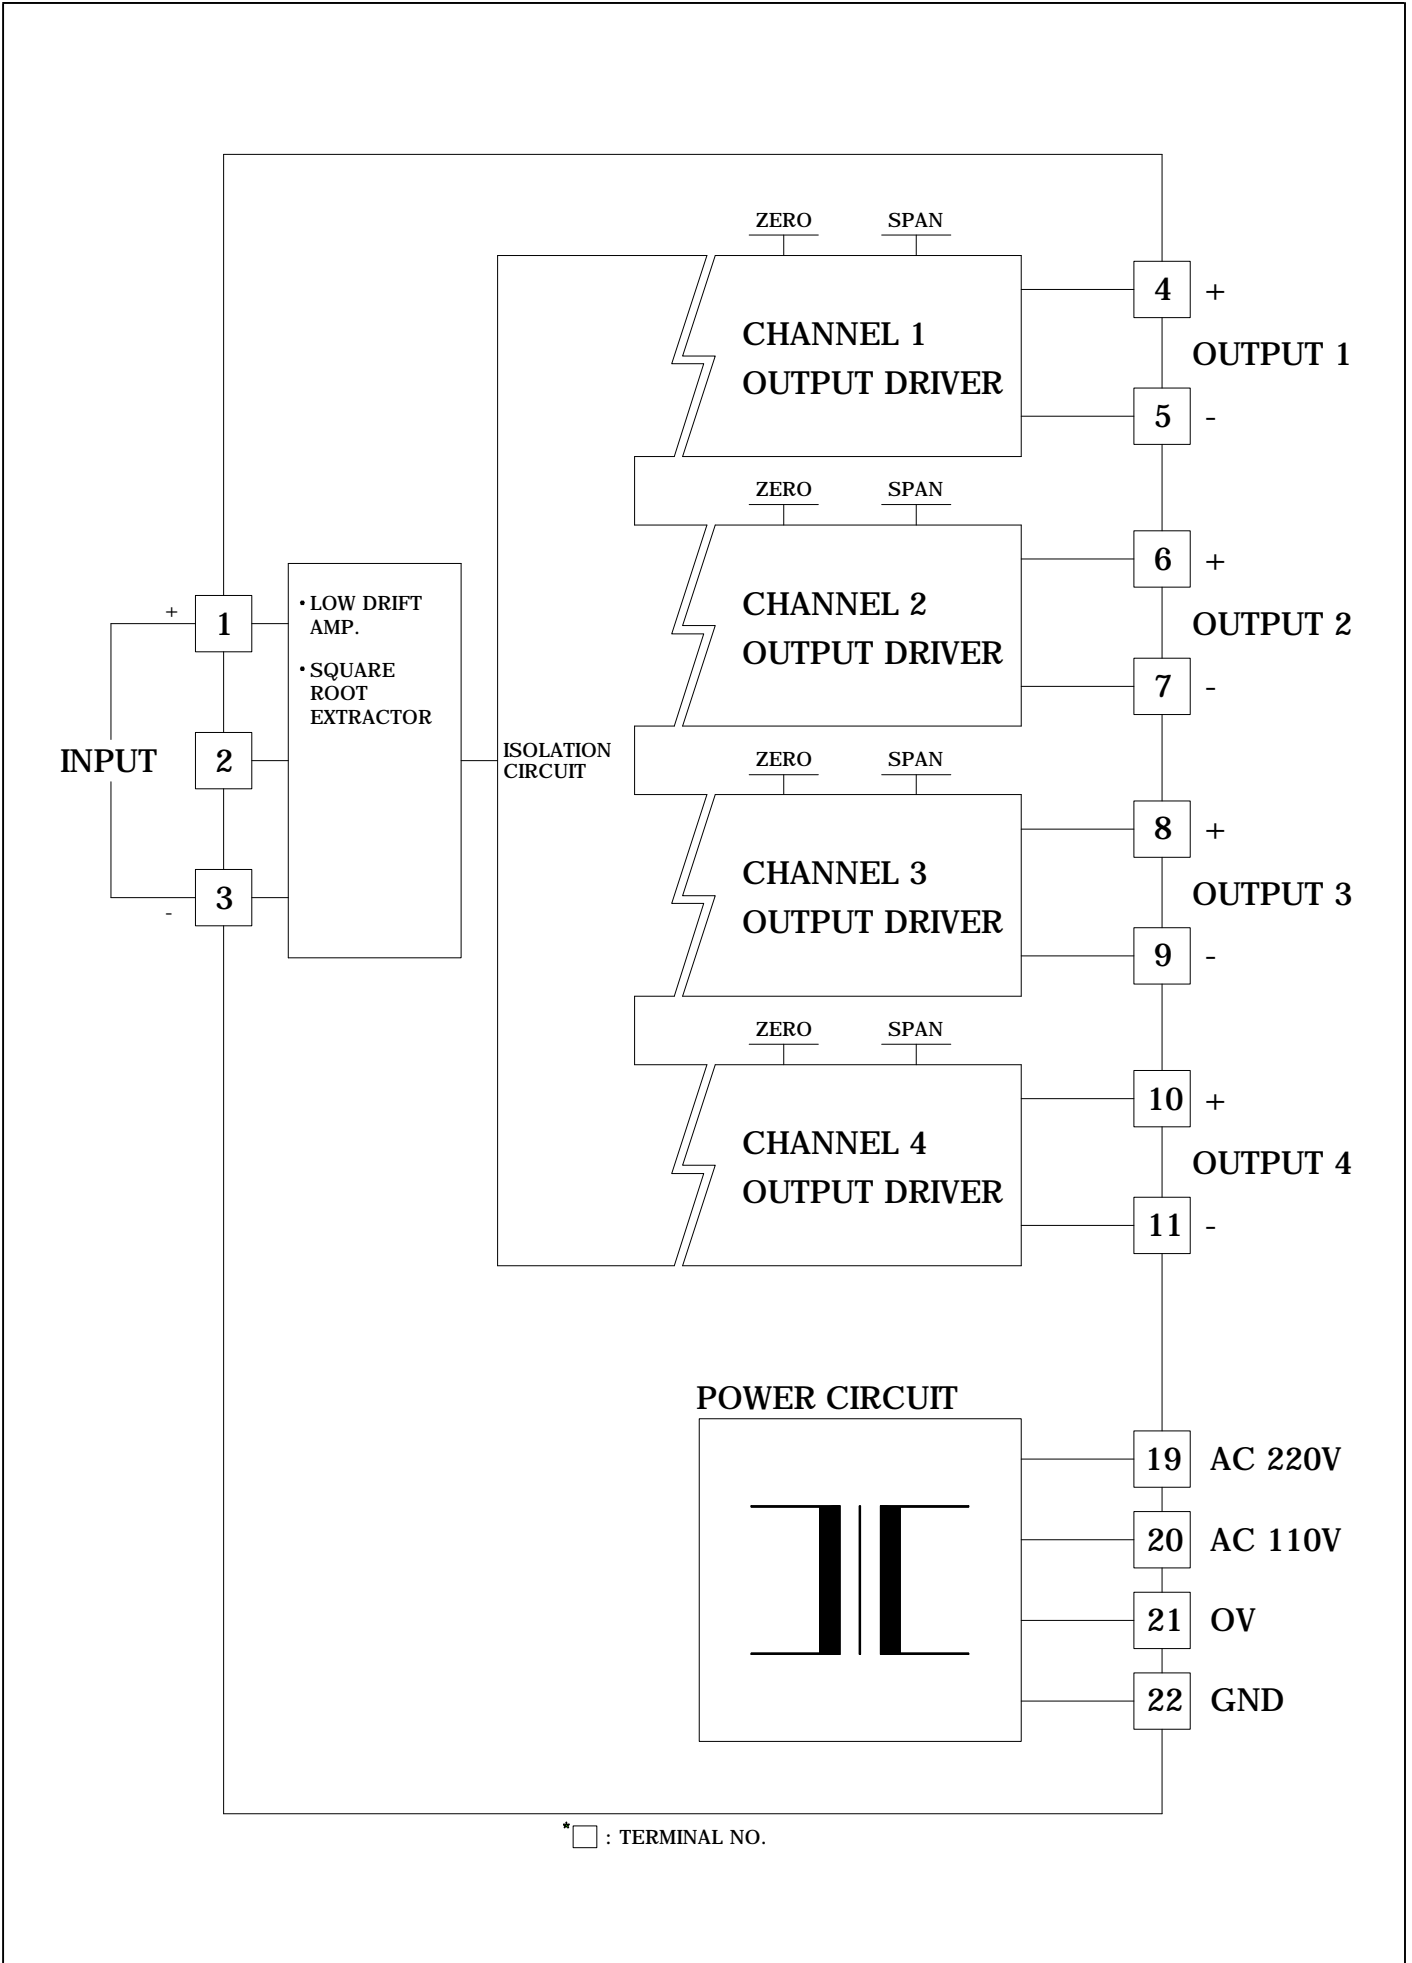 ZERO SPAN
CHANNEL 1
OUTPUT DRIVER
4 +
OUTPUT 1
5 -
ZERO SPAN
CHANNEL 2
OUTPUT DRIVER
6 +
OUTPUT 2
7 -
+
1
INPUT
2
3
-
• LOW DRIFT
AMP.
• SQUARE
ROOT
EXTRACTOR
ISOLATION
CIRCUIT
ZERO SPAN
CHANNEL 3
OUTPUT DRIVER
8 +
OUTPUT 3
9 -
ZERO SPAN
CHANNEL 4
OUTPUT DRIVER
10 +
OUTPUT 4
11 -
POWER CIRCUIT
19 AC 220V
20 AC 110V
21 OV
22 GND
*□ : TERMINAL NO.